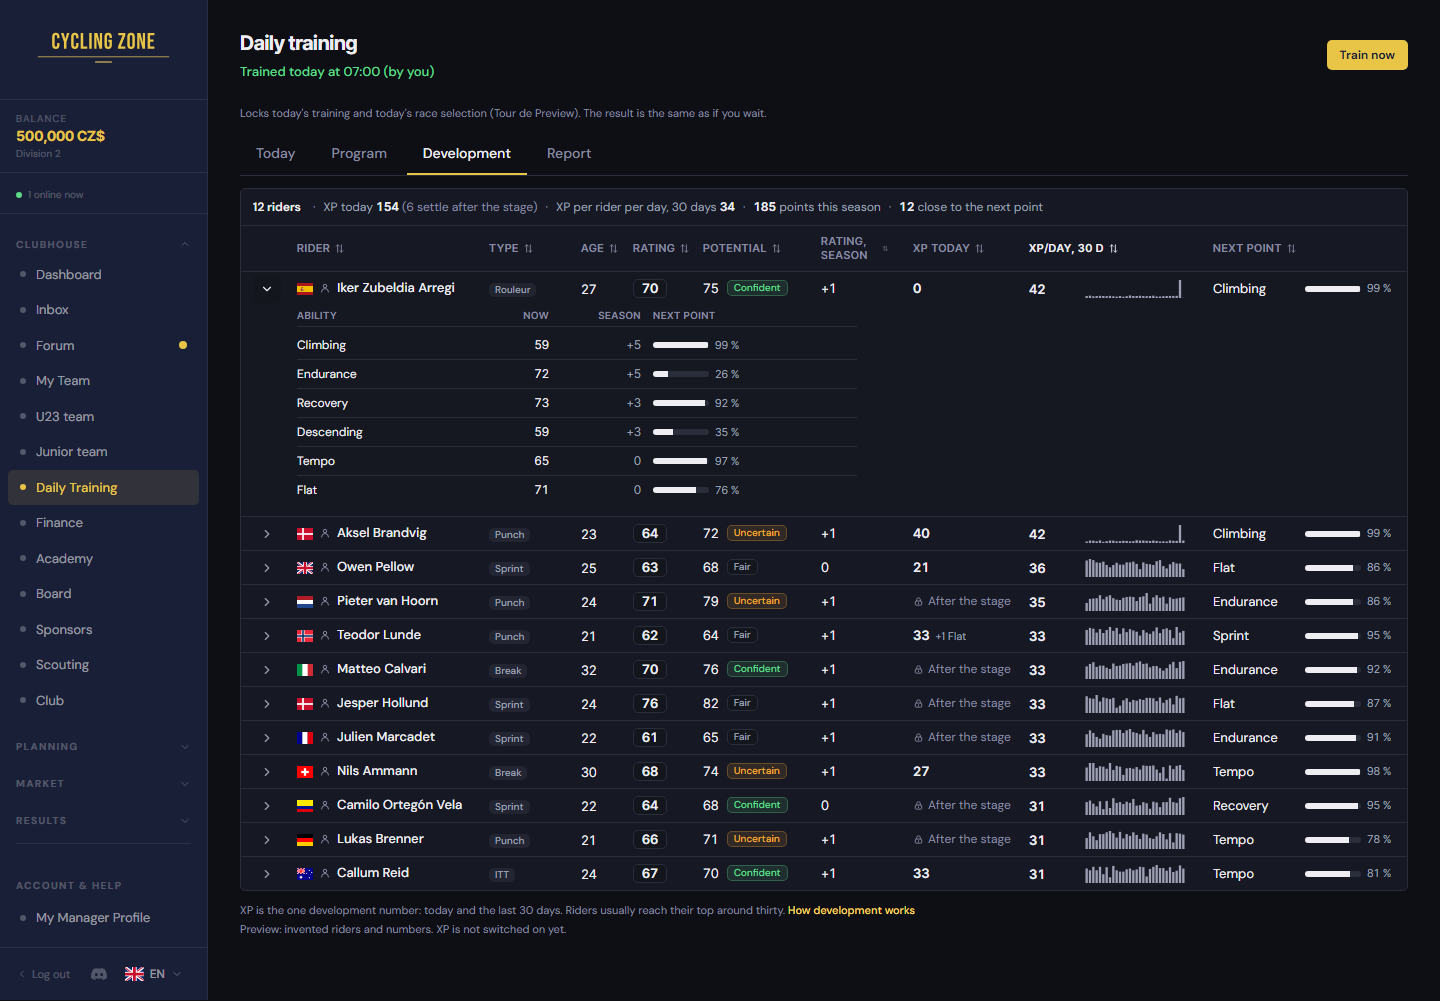 CYCLING ZONE
BALANCE
500,000 CZ$
Division 2
1 online now
CLUBHOUSE
Dashboard
Inbox
Forum
My Team
U23 team
Junior team
Daily Training
Finance
Academy
Board
Sponsors
Scouting
Club
PLANNING
MARKET
RESULTS
ACCOUNT & HELP
My Manager Profile
Log out EN
Daily training
Trained today at 07:00 (by you)
Train now
Locks today's training and today's race selection (Tour de Preview). The result is the same as if you wait.
Today Program Development Report
12 riders · XP today 154 (6 settle after the stage) · XP per rider per day, 30 days 34 · 185 points this season · 12 close to the next point
RIDER TYPE AGE RATING POTENTIAL RATING, SEASON XP TODAY XP/DAY, 30 D NEXT POINT
Iker Zubeldia Arregi Rouleur 27 70 75 Confident +1 0 42 Climbing 99 %
ABILITY NOW SEASON NEXT POINT
Climbing 59 +5 99 %
Endurance 72 +5 26 %
Recovery 73 +3 92 %
Descending 59 +3 35 %
Tempo 65 0 97 %
Flat 71 0 76 %
Aksel Brandvig Punch 23 64 72 Uncertain +1 40 42 Climbing 99 %
Owen Pellow Sprint 25 63 68 Fair 0 21 36 Flat 86 %
Pieter van Hoorn Punch 24 71 79 Uncertain +1 After the stage 35 Endurance 86 %
Teodor Lunde Punch 21 62 64 Fair +1 33 +1 Flat 33 Sprint 95 %
Matteo Calvari Break 32 70 76 Confident +1 After the stage 33 Endurance 92 %
Jesper Hollund Sprint 24 76 82 Fair +1 After the stage 33 Flat 87 %
Julien Marcadet Sprint 22 61 65 Fair +1 After the stage 33 Endurance 91 %
Nils Ammann Break 30 68 74 Uncertain +1 27 33 Tempo 98 %
Camilo Ortegón Vela Sprint 22 64 68 Confident 0 After the stage 31 Recovery 95 %
Lukas Brenner Punch 21 66 71 Uncertain +1 After the stage 31 Tempo 78 %
Callum Reid ITT 24 67 70 Confident +1 33 31 Tempo 81 %
XP is the one development number: today and the last 30 days. Riders usually reach their top around thirty. How development works
Preview: invented riders and numbers. XP is not switched on yet.